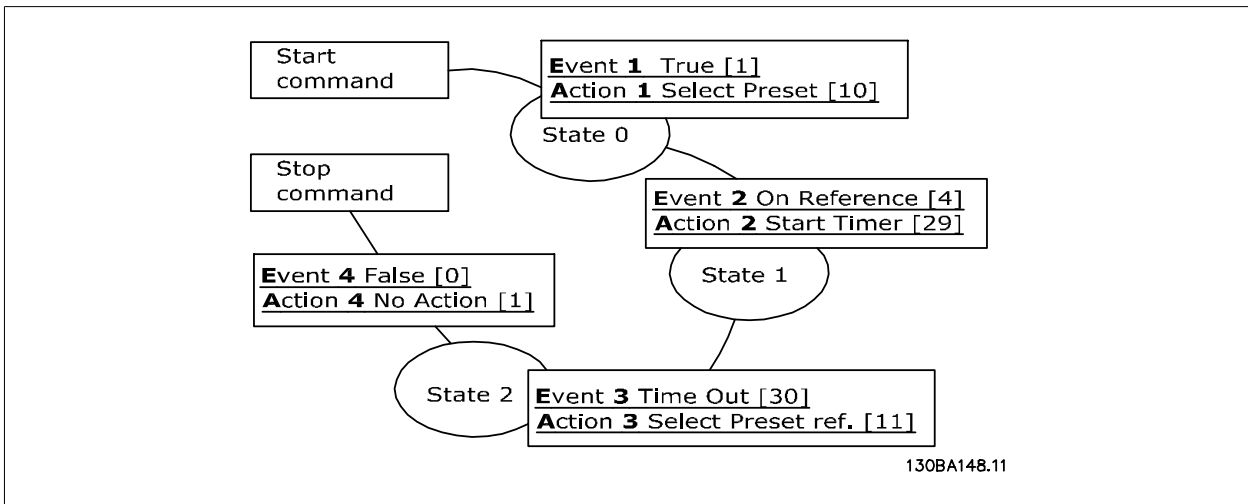 Start
command
Event 1 True [1]
Action 1 Select Preset [10]
State 0
Stop
command
Event 2 On Reference [4]
Action 2 Start Timer [29]
State 1
Event 4 False [0]
Action 4 No Action [1]
State 2
Event 3 Time Out [30]
Action 3 Select Preset ref. [11]
130BA148.11